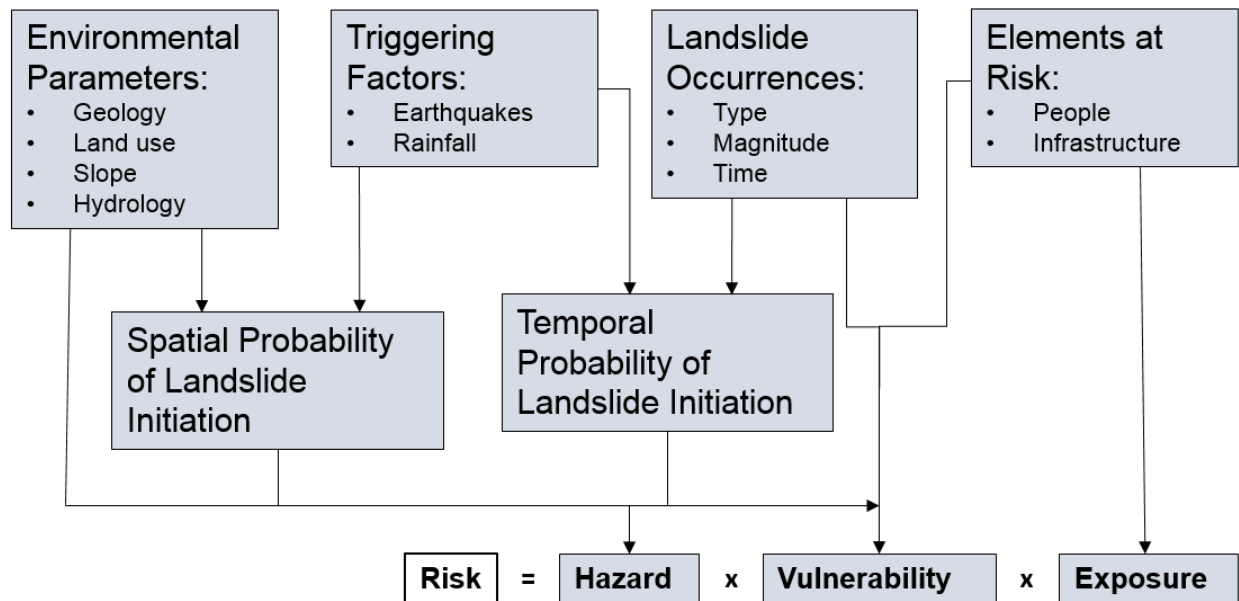 Environmental
Parameters:
• Geology
• Land use
• Slope
• Hydrology
Triggering
Factors:
• Earthquakes
• Rainfall
Landslide
Occurrences:
• Type
• Magnitude
• Time
Elements at
Risk:
• People
• Infrastructure
Spatial Probability
of Landslide
Initiation
Temporal
Probability of
Landslide Initiation
Risk = Hazard x Vulnerability x Exposure